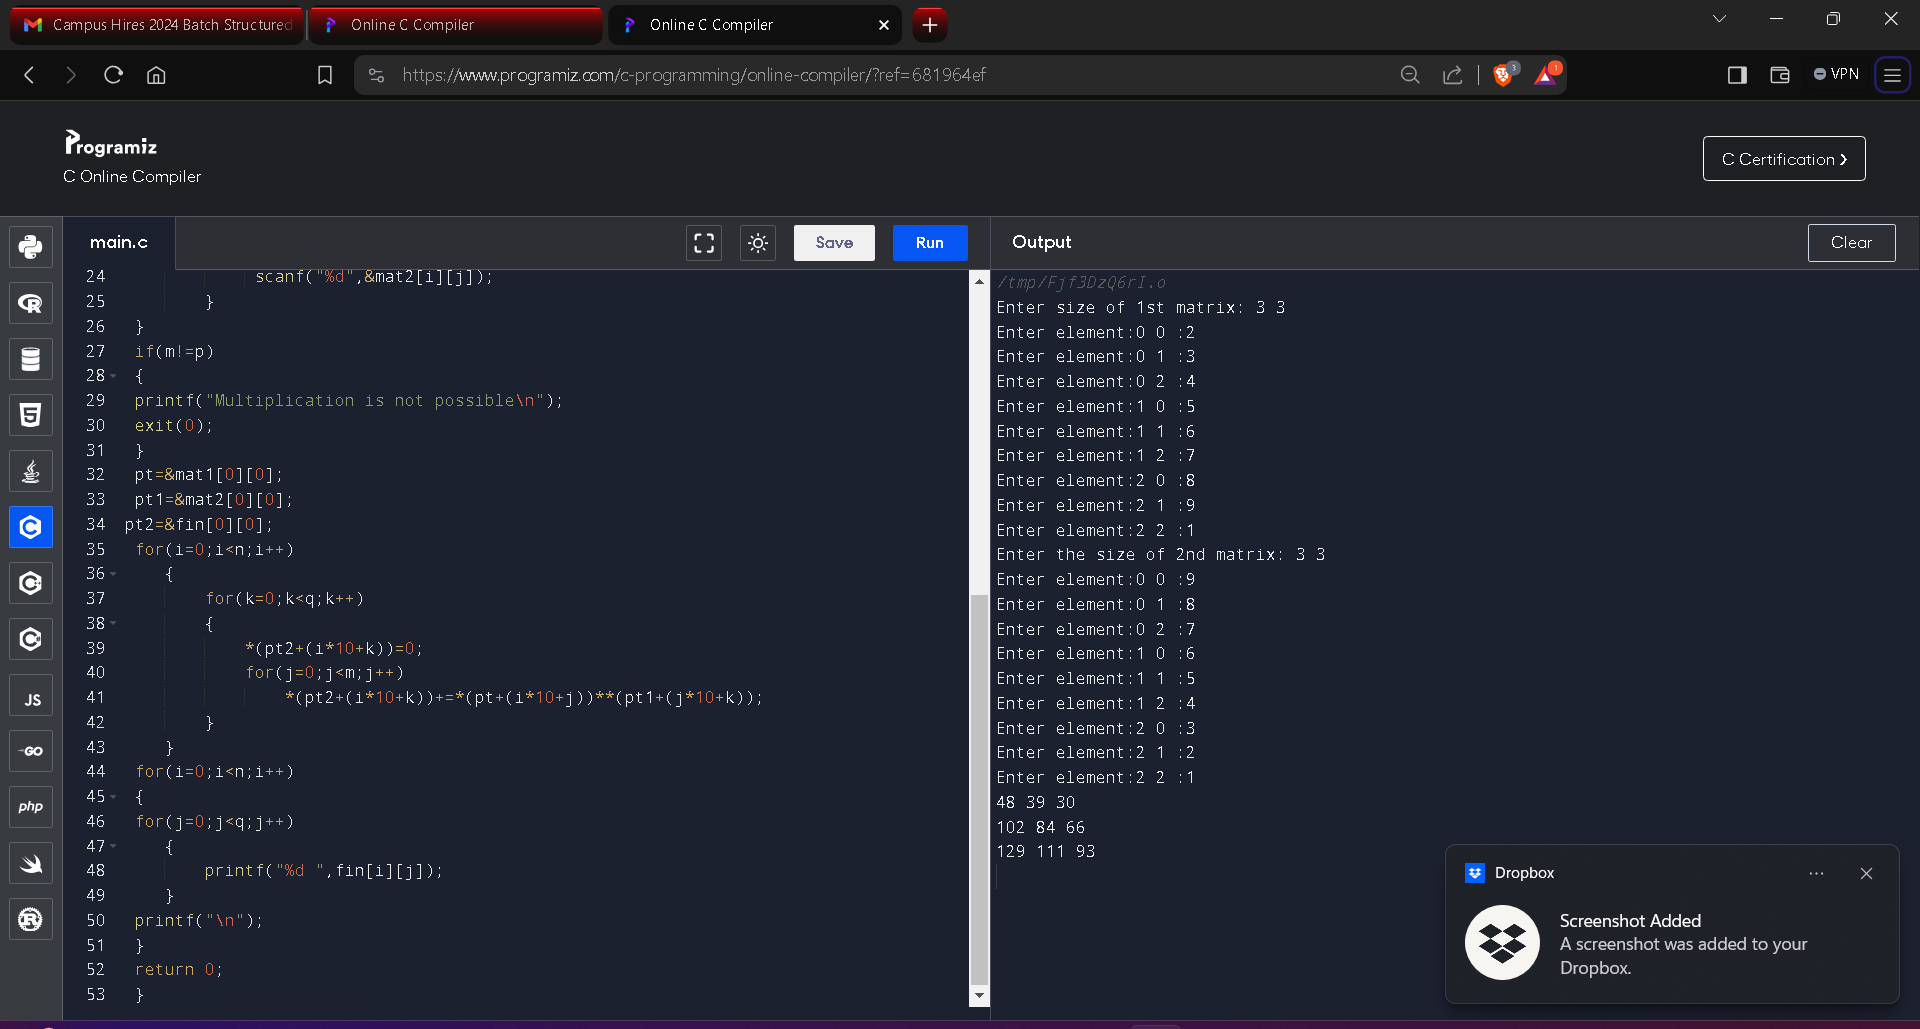 Campus Hires 2024 Batch Structured
Online C Compiler
Online C Compiler
https://www.programiz.com/c-programming/online-compiler/?ref=681964ef
3
1
VPN
Programiz
C Online Compiler
C Certification
main.c
Save
Run
Output
Clear
24 scanf("%d",&mat2[i][j]);
25 }
26 }
27 if(m!=p)
28 {
29 printf("Multiplication is not possible\n");
30 exit(0);
31 }
32 pt=&mat1[0][0];
33 pt1=&mat2[0][0];
34 pt2=&fin[0][0];
35 for(i=0;i<n;i++)
36 {
37 for(k=0;k<q;k++)
38 {
39 *(pt2+(i*10+k))=0;
40 for(j=0;j<m;j++)
41 *(pt2+(i*10+k))+=*(pt+(i*10+j))**(pt1+(j*10+k));
42 }
43 }
44 for(i=0;i<n;i++)
45 {
46 for(j=0;j<q;j++)
47 {
48 printf("%d ",fin[i][j]);
49 }
50 printf("\n");
51 }
52 return 0;
53 }
JS
GO
php
/tmp/Fjf3DzQ6rI.o
Enter size of 1st matrix: 3 3
Enter element:0 0 :2
Enter element:0 1 :3
Enter element:0 2 :4
Enter element:1 0 :5
Enter element:1 1 :6
Enter element:1 2 :7
Enter element:2 0 :8
Enter element:2 1 :9
Enter element:2 2 :1
Enter the size of 2nd matrix: 3 3
Enter element:0 0 :9
Enter element:0 1 :8
Enter element:0 2 :7
Enter element:1 0 :6
Enter element:1 1 :5
Enter element:1 2 :4
Enter element:2 0 :3
Enter element:2 1 :2
Enter element:2 2 :1
48 39 30
102 84 66
129 111 93
Dropbox
Screenshot Added
A screenshot was added to your
Dropbox.